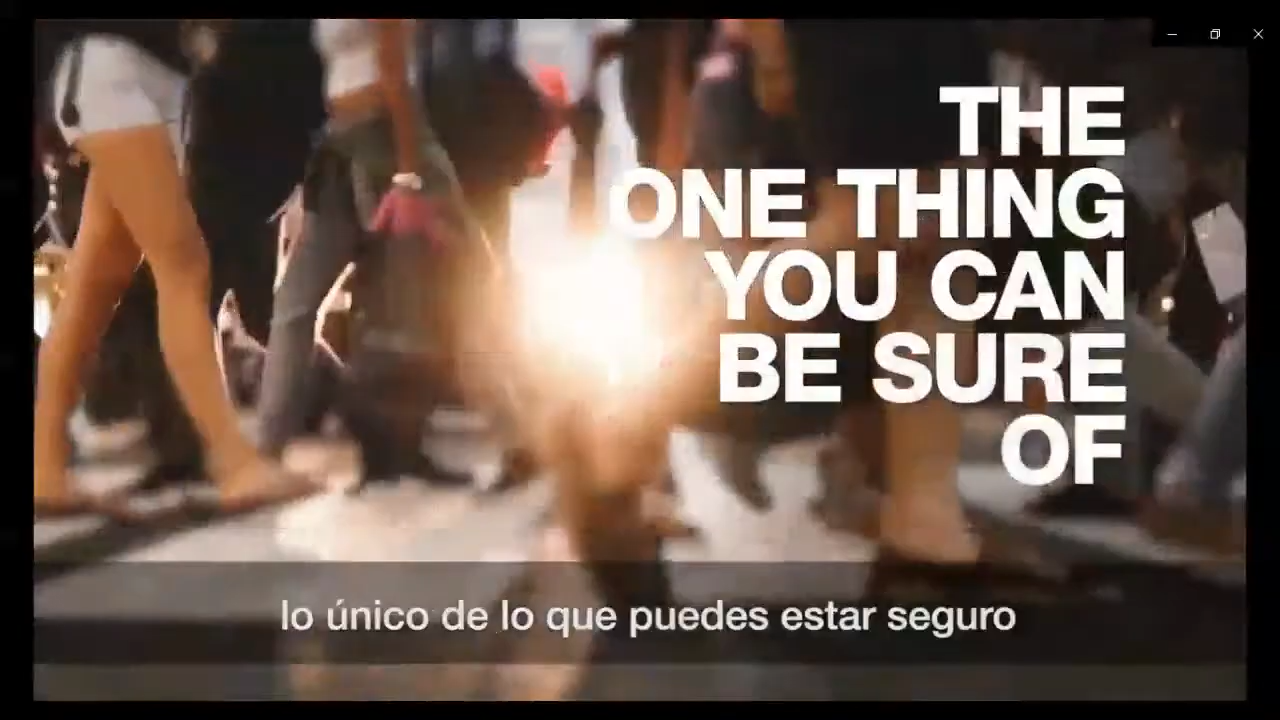 THE
ONE THING
YOU CAN
BE SURE
OF
lo único de lo que puedes estar seguro